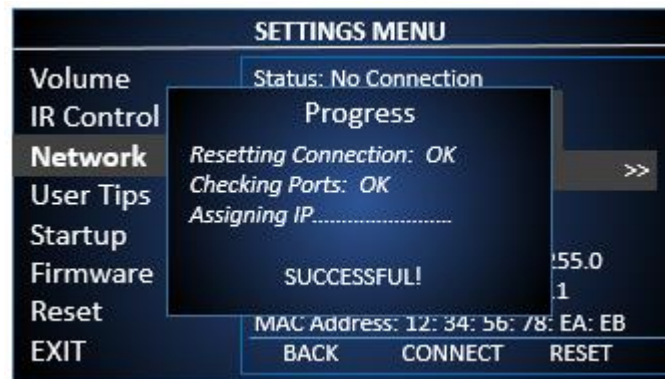 SETTINGS MENU
Volume
IR Control
Network
User Tips
Startup
Firmware
Reset
EXIT
Status: No Connection
>>
255.0
.1
MAC Address: 12: 34: 56: 78: EA: EB
BACK CONNECT RESET
Progress
Resetting Connection: OK
Checking Ports: OK
Assigning IP........................
SUCCESSFUL!